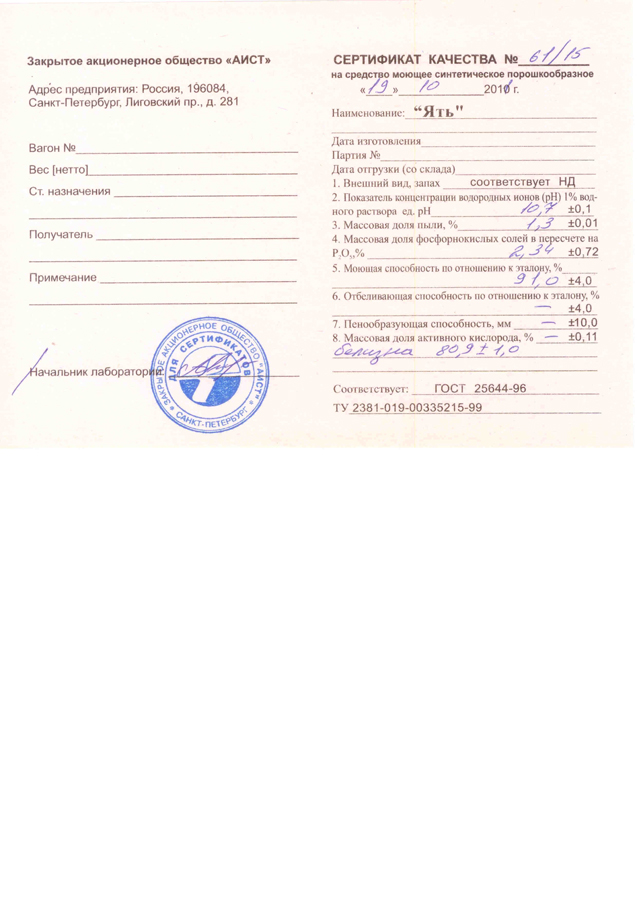 Закрытое акционерное общество «АИСТ»
Адрес предприятия: Россия, 196084,
Санкт-Петербург, Лиговский пр., д. 281
Вагон №
Вес [нетто]
Ст. назначения
Получатель
Примечание
Начальник лаборатории:
ЗАКРЫТОЕ АКЦИОНЕРНОЕ ОБЩЕСТВО "АИСТ"
* САНКТ-ПЕТЕРБУРГ *
ДЛЯ СЕРТИФИКАТОВ
СЕРТИФИКАТ КАЧЕСТВА № 61/15
на средство моющее синтетическое порошкообразное
« 19 » 10 201 г.
Наименование: “Ять"
Дата изготовления
Партия №
Дата отгрузки (со склада)
1. Внешний вид, запах соответствует НД
2. Показатель концентрации водородных ионов (pH) 1% вод-
ного раствора ед. pH 10,7 ±0,1
3. Массовая доля пыли, % 1,3 ±0,01
4. Массовая доля фосфорнокислых солей в пересчете на
P₂O₅,% 2,34 ±0,72
5. Моющая способность по отношению к эталону, %
91,0 ±4,0
6. Отбеливающая способность по отношению к эталону, %
— ±4,0
7. Пенообразующая способность, мм — ±10,0
8. Массовая доля активного кислорода, % — ±0,11
белизна 80,9 ± 1,0
Соответствует: ГОСТ 25644-96
ТУ 2381-019-00335215-99